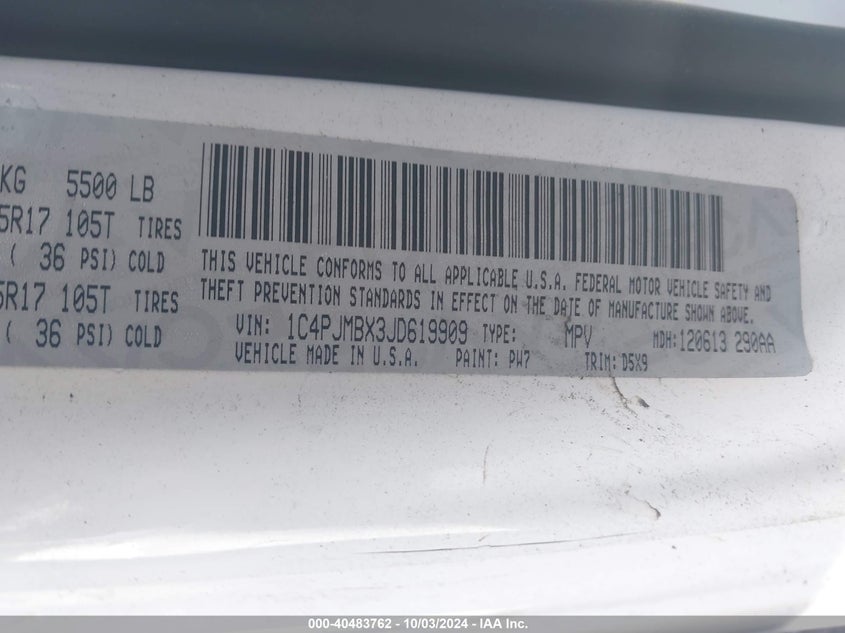 KG 5500 LB
5R17 105T TIRES
( 36 PSI) COLD
5R17 105T TIRES
( 36 PSI) COLD
THIS VEHICLE CONFORMS TO ALL APPLICABLE U.S.A. FEDERAL MOTOR VEHICLE SAFETY AND
THEFT PREVENTION STANDARDS IN EFFECT ON THE DATE OF MANUFACTURE SHOWN ABOVE.
VIN: 1C4PJMBX3JD619909 TYPE: MPV MDH:120613 290AA
VEHICLE MADE IN U.S.A. PAINT: PW7 TRIM: D5X9
000-40483762 - 10/03/2024 - IAA Inc.